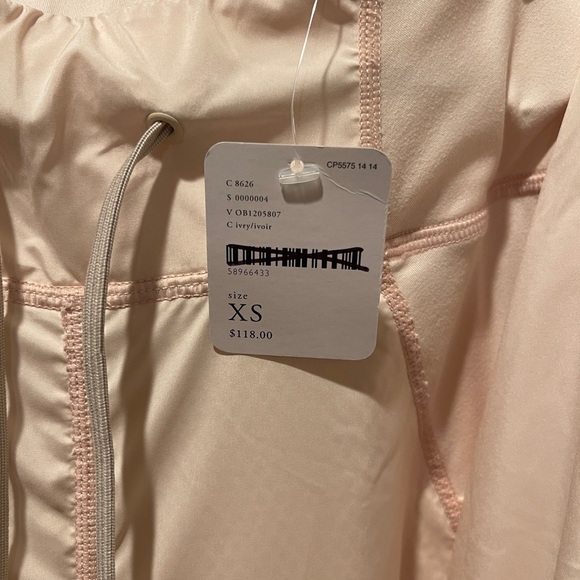 CP5575 14 14
C 8626
S 0000004
V OB1205807
C ivry/ivoir
58966433
size
XS
$118.00